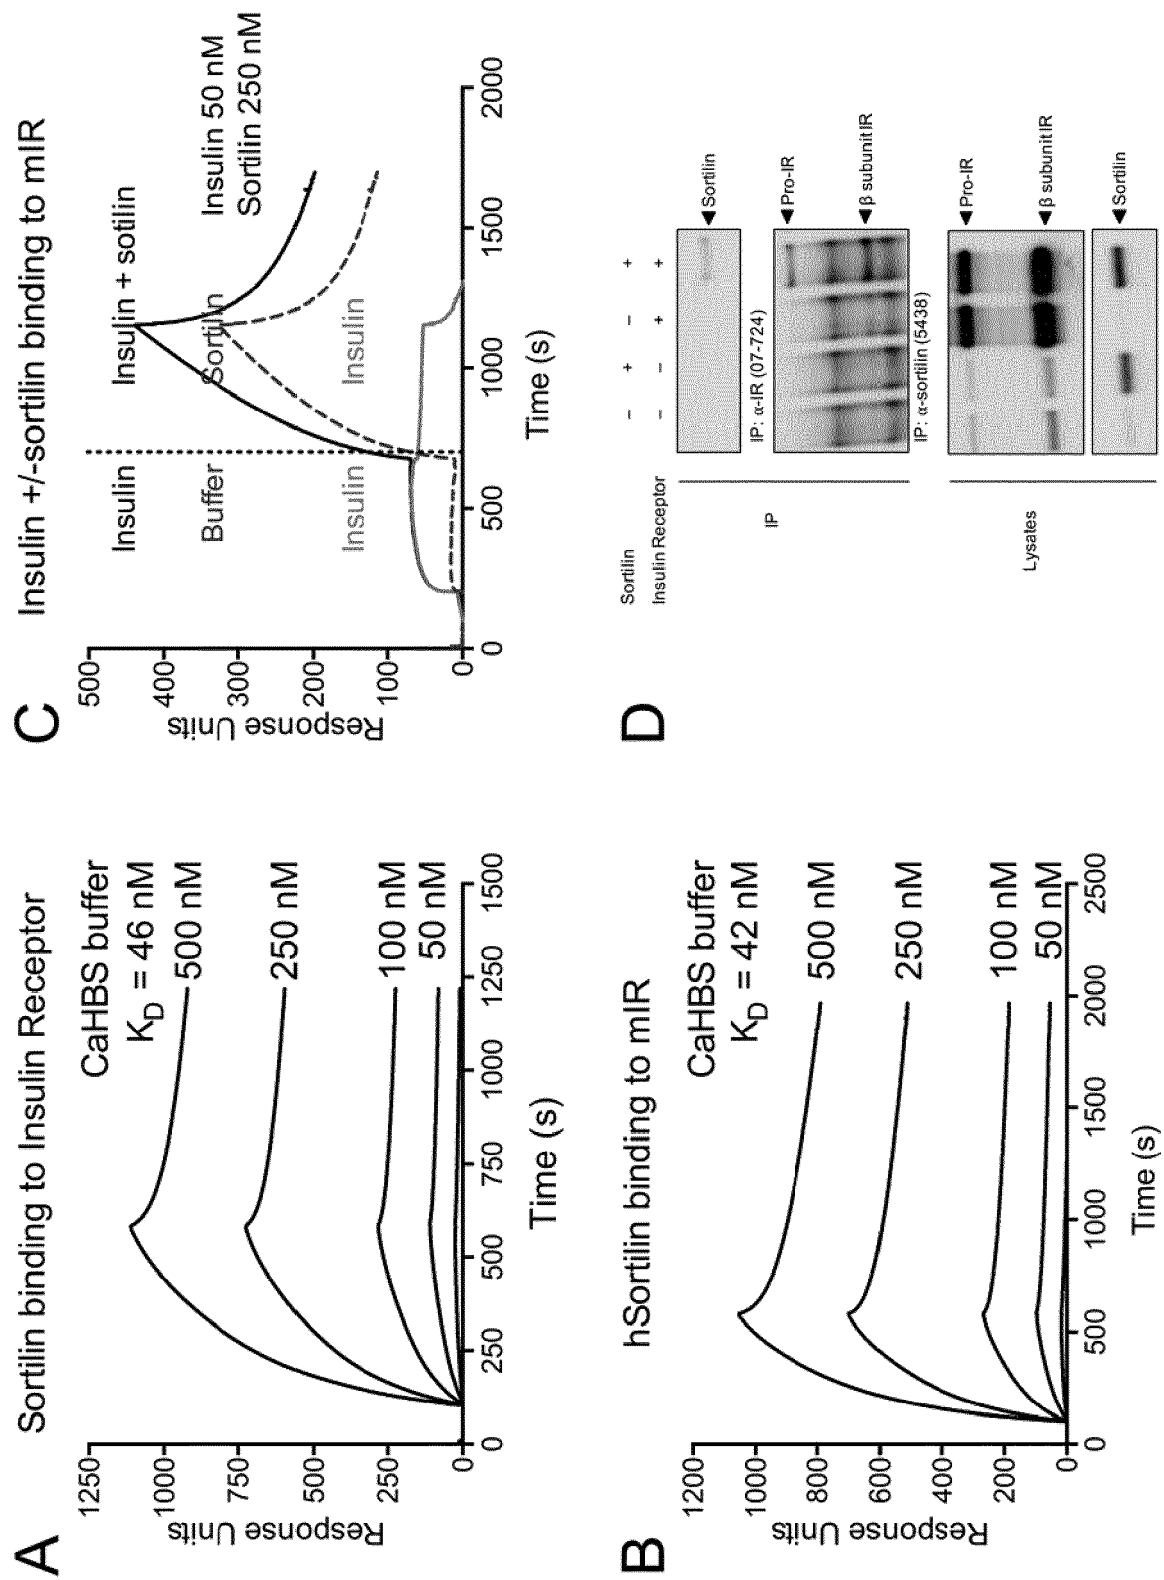 A
Sortilin binding to Insulin Receptor
CaHBS buffer
KD = 46 nM
500 nM
250 nM
100 nM
50 nM
Response Units
1250
1000
750
500
250
0
0 250 500 750 1000 1250 1500
Time (s)
B
hSortilin binding to mIR
CaHBS buffer
KD = 42 nM
500 nM
250 nM
100 nM
50 nM
Response Units
1200
1000
800
600
400
200
0
0 500 1000 1500 2000 2500
Time (s)
C
Insulin +/-sortilin binding to mIR
Insulin Insulin + sotilin
Buffer Sortilin
Insulin Insulin
Insulin 50 nM
Sortilin 250 nM
Response Units
500
400
300
200
100
0
0 500 1000 1500 2000
Time (s)
D
Sortilin − + − +
Insulin Receptor − − + +
IP
Sortilin
IP: α-IR (07-724)
Pro-IR
β subunit IR
IP: α-sortilin (5438)
Lysates
Pro-IR
β subunit IR
Sortilin